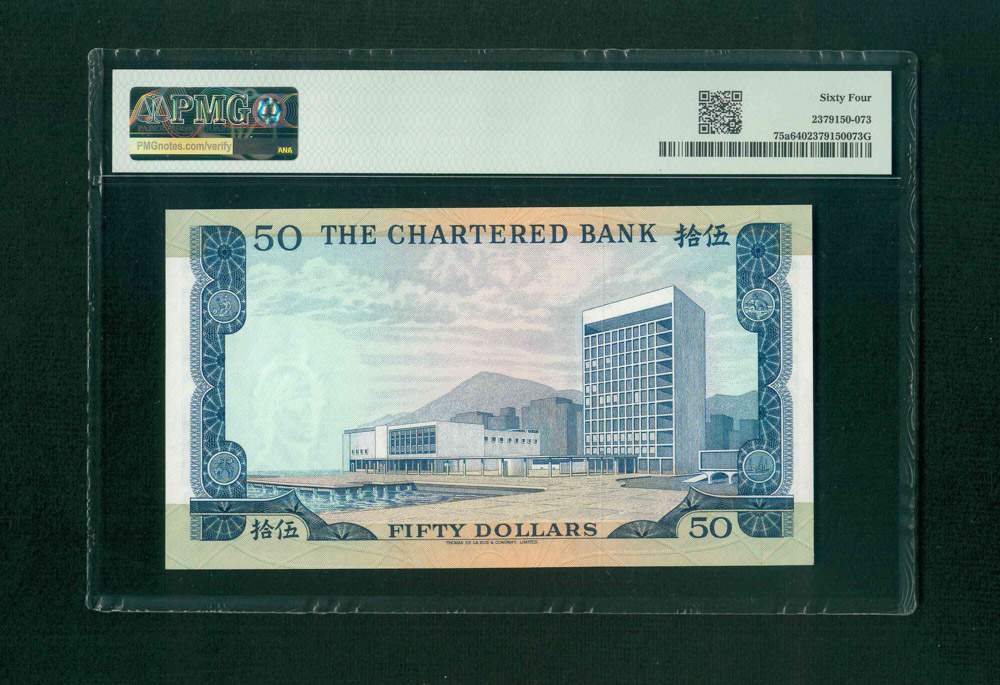 PMG
PMGnotes.com/verify
ANA
Sixty Four
2379150-073
75a6402379150073G
50 THE CHARTERED BANK 拾伍
拾伍 FIFTY DOLLARS 50
THOMAS DE LA RUE & COMPANY, LIMITED.